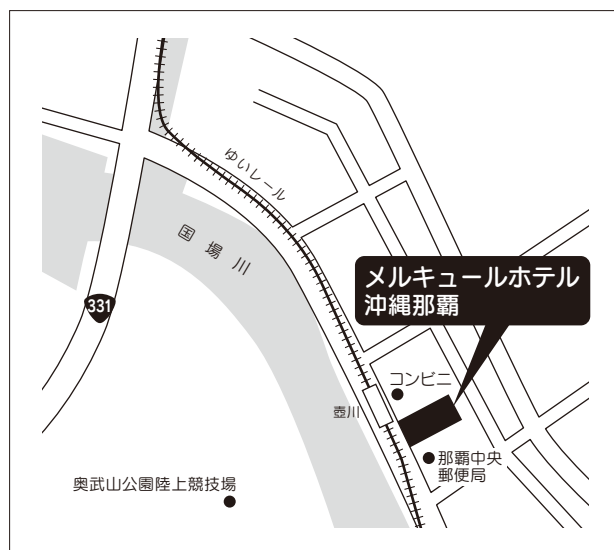 ゆいレール
国場川
331
メルキュールホテル
沖縄那覇
コンビニ
壺川
那覇中央
郵便局
奥武山公園陸上競技場